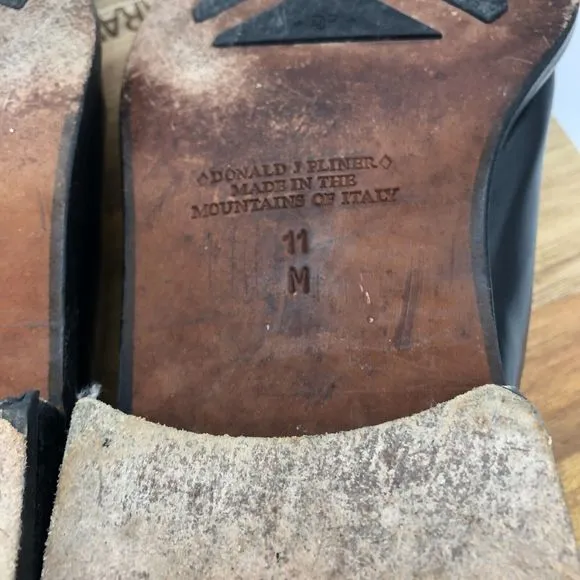 ◇DONALD J PLINER◇
MADE IN THE
MOUNTAINS OF ITALY
11
M